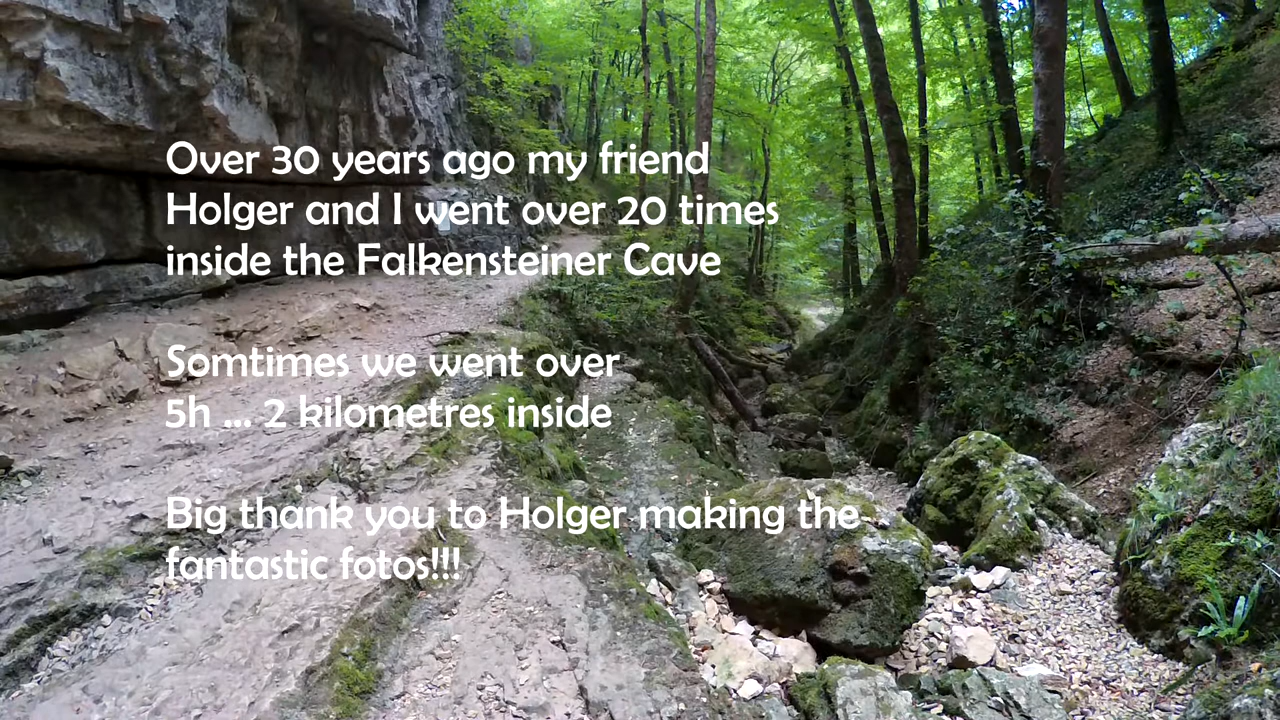 Over 30 years ago my friend
Holger and I went over 20 times
inside the Falkensteiner Cave
Somtimes we went over
5h ... 2 kilometres inside
Big thank you to Holger making the
fantastic fotos!!!